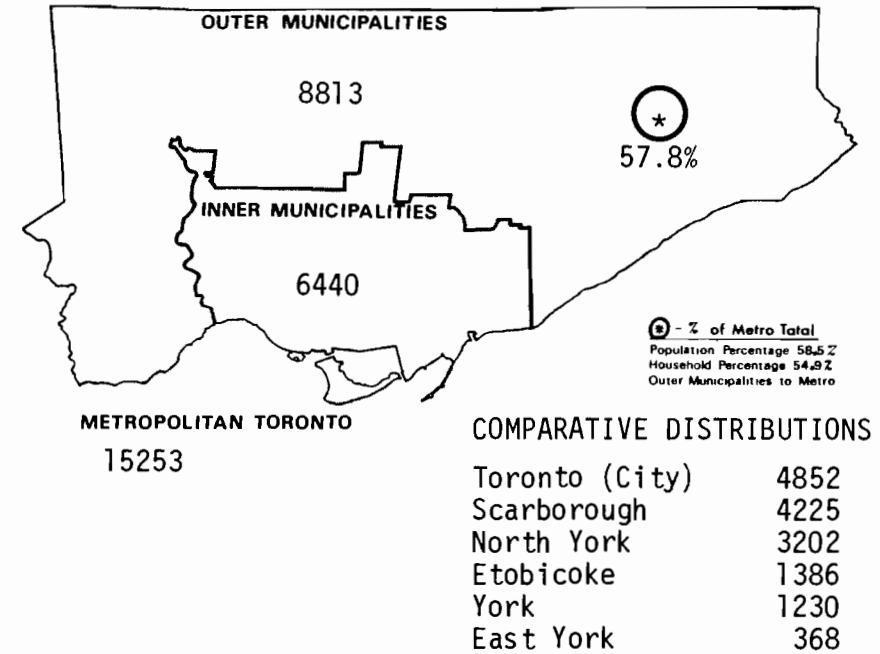 OUTER MUNICIPALITIES
8813
*
57.8%
INNER MUNICIPALITIES
6440
* - % of Metro Total
Population Percentage 58.5%
Household Percentage 54.9%
Outer Municipalities to Metro
METROPOLITAN TORONTO
15253
COMPARATIVE DISTRIBUTIONS
Toronto (City) 4852
Scarborough 4225
North York 3202
Etobicoke 1386
York 1230
East York 368